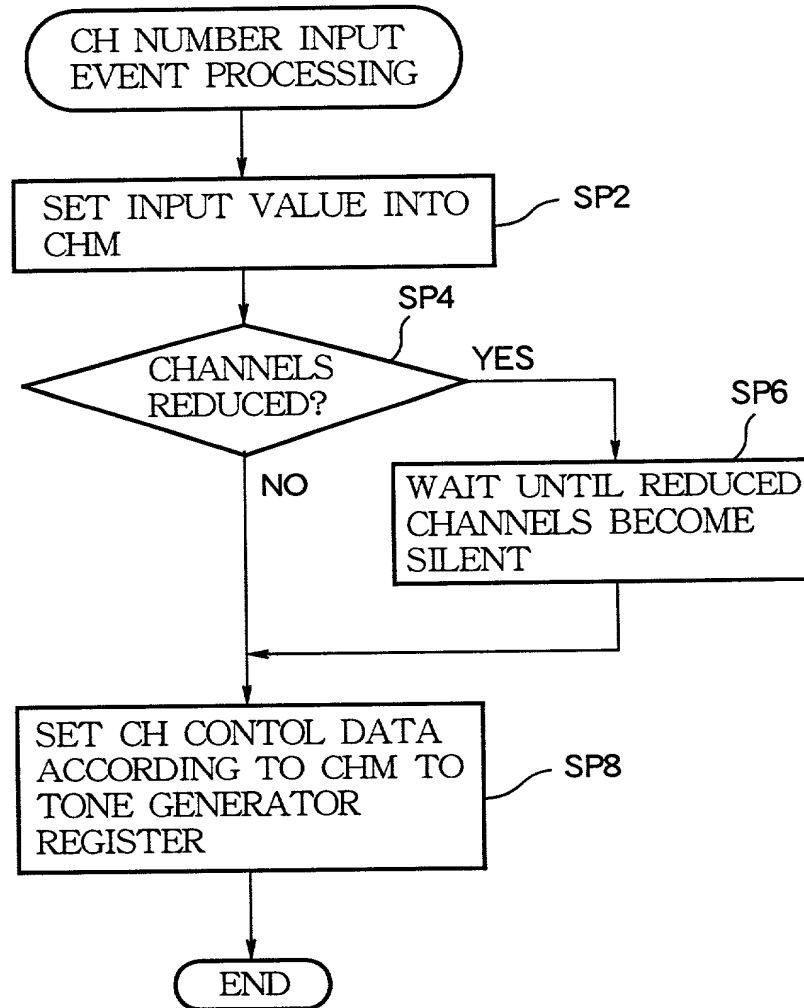 CH NUMBER INPUT
EVENT PROCESSING
SET INPUT VALUE INTO
CHM
SP2
SP4
CHANNELS
REDUCED?
YES
SP6
NO
WAIT UNTIL REDUCED
CHANNELS BECOME
SILENT
SET CH CONTOL DATA
ACCORDING TO CHM TO
TONE GENERATOR
REGISTER
SP8
END